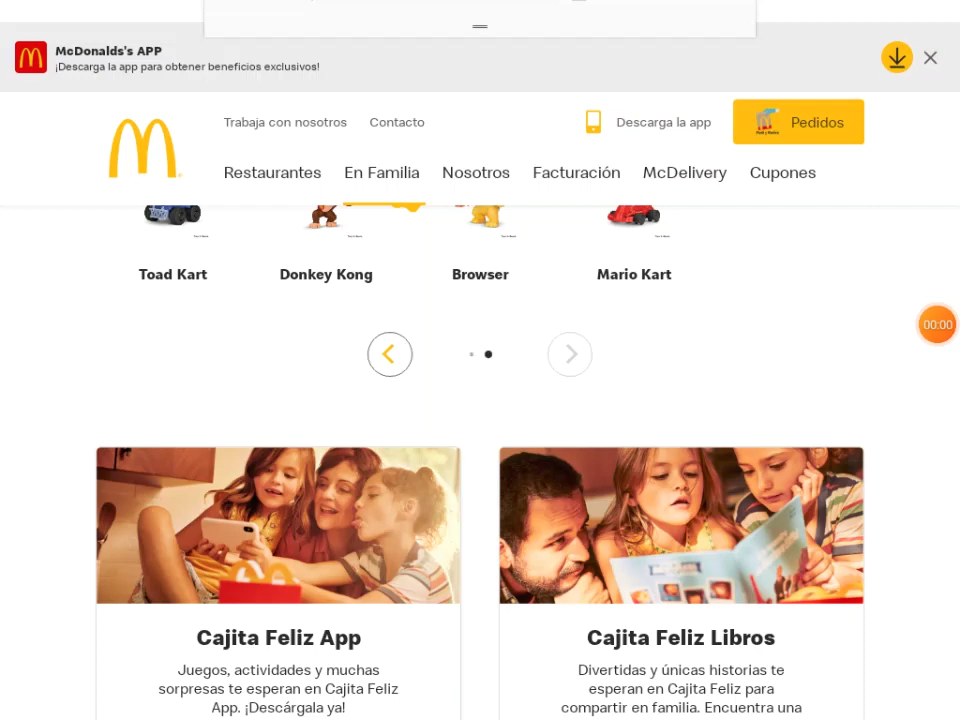 McDonalds's APP
¡Descarga la app para obtener beneficios exclusivos!
Trabaja con nosotros
Contacto
Descarga la app
Pedidos
Restaurantes
En Familia
Nosotros
Facturación
McDelivery
Cupones
Toad Kart
Donkey Kong
Browser
Mario Kart
00:00
Cajita Feliz App
Juegos, actividades y muchas
sorpresas te esperan en Cajita Feliz
App. ¡Descárgala ya!
Cajita Feliz Libros
Divertidas y únicas historias te
esperan en Cajita Feliz para
compartir en familia. Encuentra una